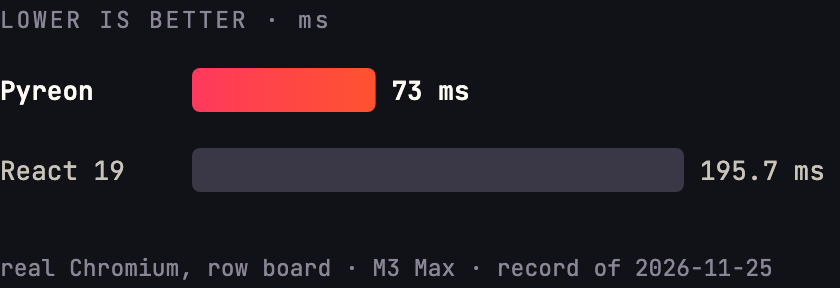 LOWER IS BETTER · ms
Pyreon 73 ms
React 19 195.7 ms
real Chromium, row board · M3 Max · record of 2026-11-25